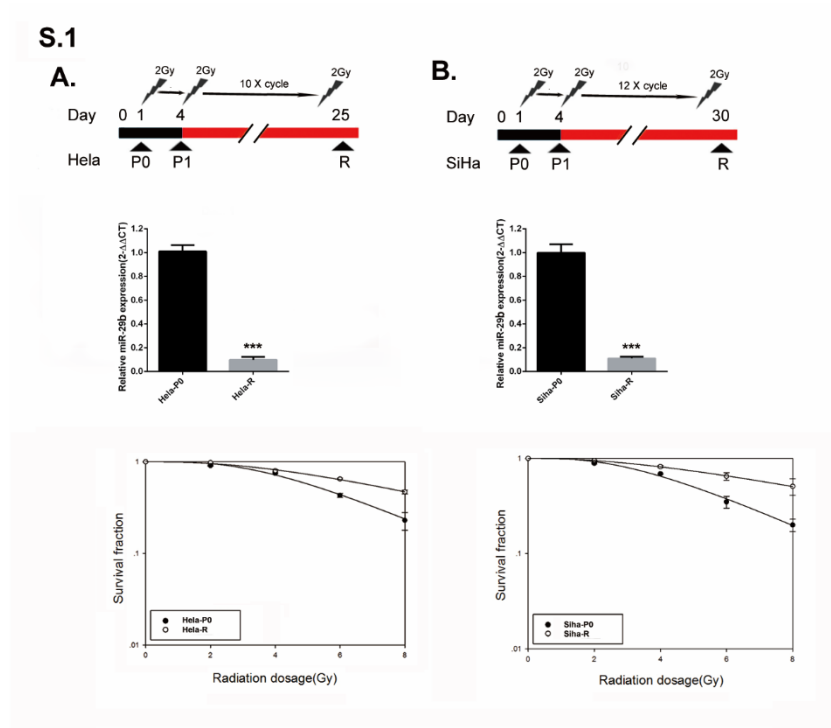 S.1
A.
2Gy 2Gy 10 X cycle 2Gy
Day 0 1 4 25
Hela P0 P1 R
Relative miR-29b expression(2-ΔΔCT)
1.2
1.0
0.8
0.6
0.4
0.2
0.0
***
Hela-P0 Hela-R
Survival fraction
1
.1
.01
Hela-P0
Hela-R
0 2 4 6 8
Radiation dosage(Gy)
B.
2Gy 2Gy 12 X cycle 2Gy
Day 0 1 4 30
SiHa P0 P1 R
Relative miR-29b expression(2-ΔΔCT)
1.2
1.0
0.8
0.6
0.4
0.2
0.0
***
Siha-P0 Siha-R
Survival fraction
1
.1
.01
Siha-P0
Siha-R
0 2 4 6 8
Radiation dosage(Gy)